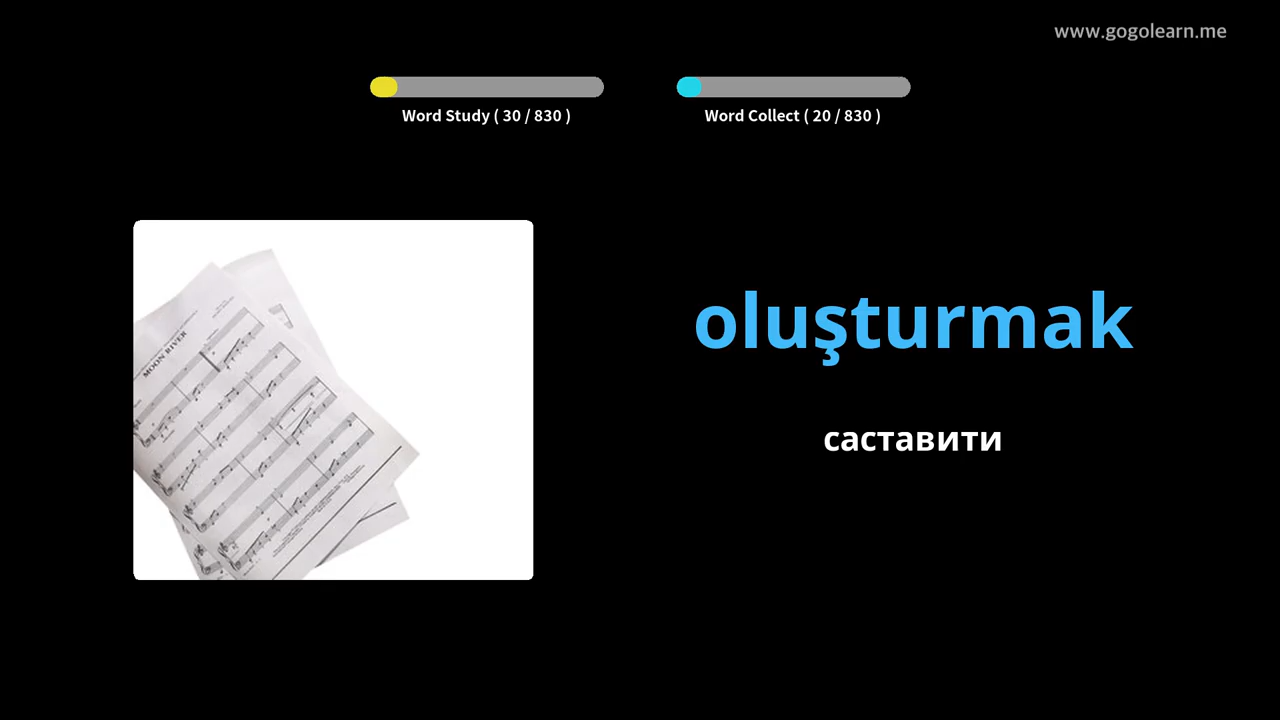 www.gogolearn.me
Word Study ( 30 / 830 )
Word Collect ( 20 / 830 )
oluşturmak
саставити
MOON RIVER